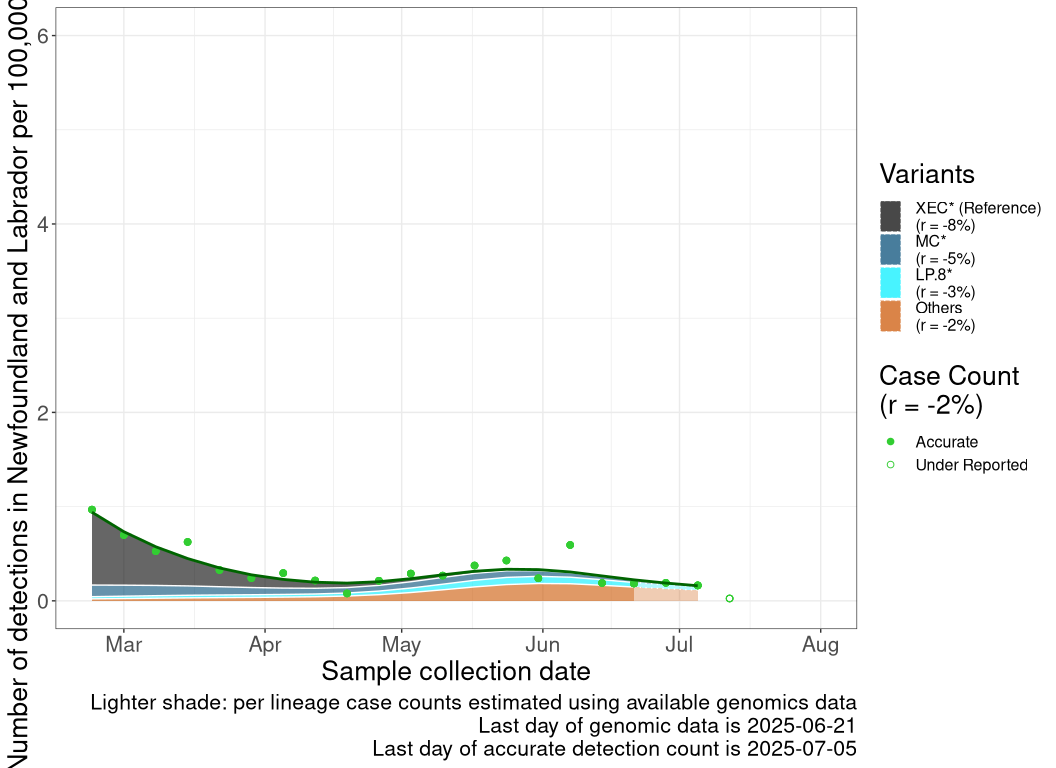 Number of detections in Newfoundland and Labrador per 100,000
6
4
2
0
Mar Apr May Jun Jul Aug
Sample collection date
Lighter shade: per lineage case counts estimated using available genomics data
Last day of genomic data is 2025-06-21
Last day of accurate detection count is 2025-07-05
Variants
XEC* (Reference)
(r = -8%)
MC*
(r = -5%)
LP.8*
(r = -3%)
Others
(r = -2%)
Case Count
(r = -2%)
Accurate
Under Reported